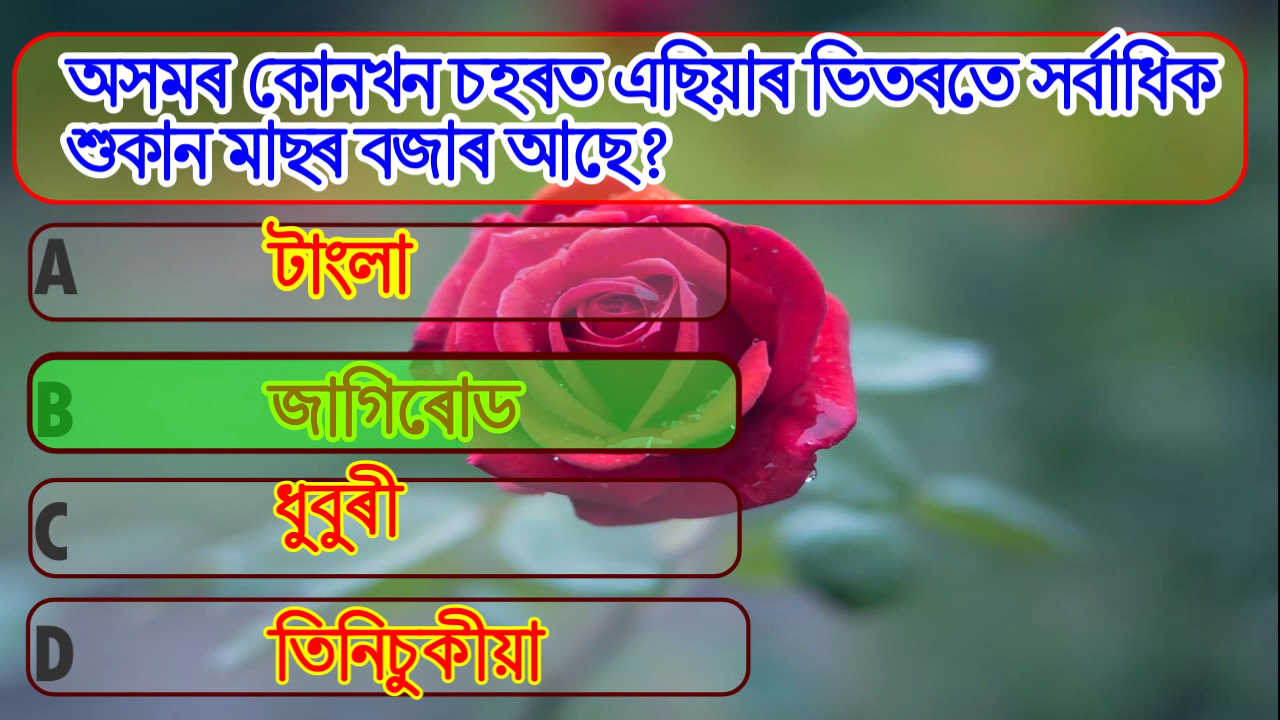 অসমৰ কোনখন চহৰত এছিয়াৰ ভিতৰতে সৰ্বাধিক
শুকান মাছৰ বজাৰ আছে?
A টাংলা
B জাগিৰোড
C ধুবুৰী
D তিনিচুকীয়া